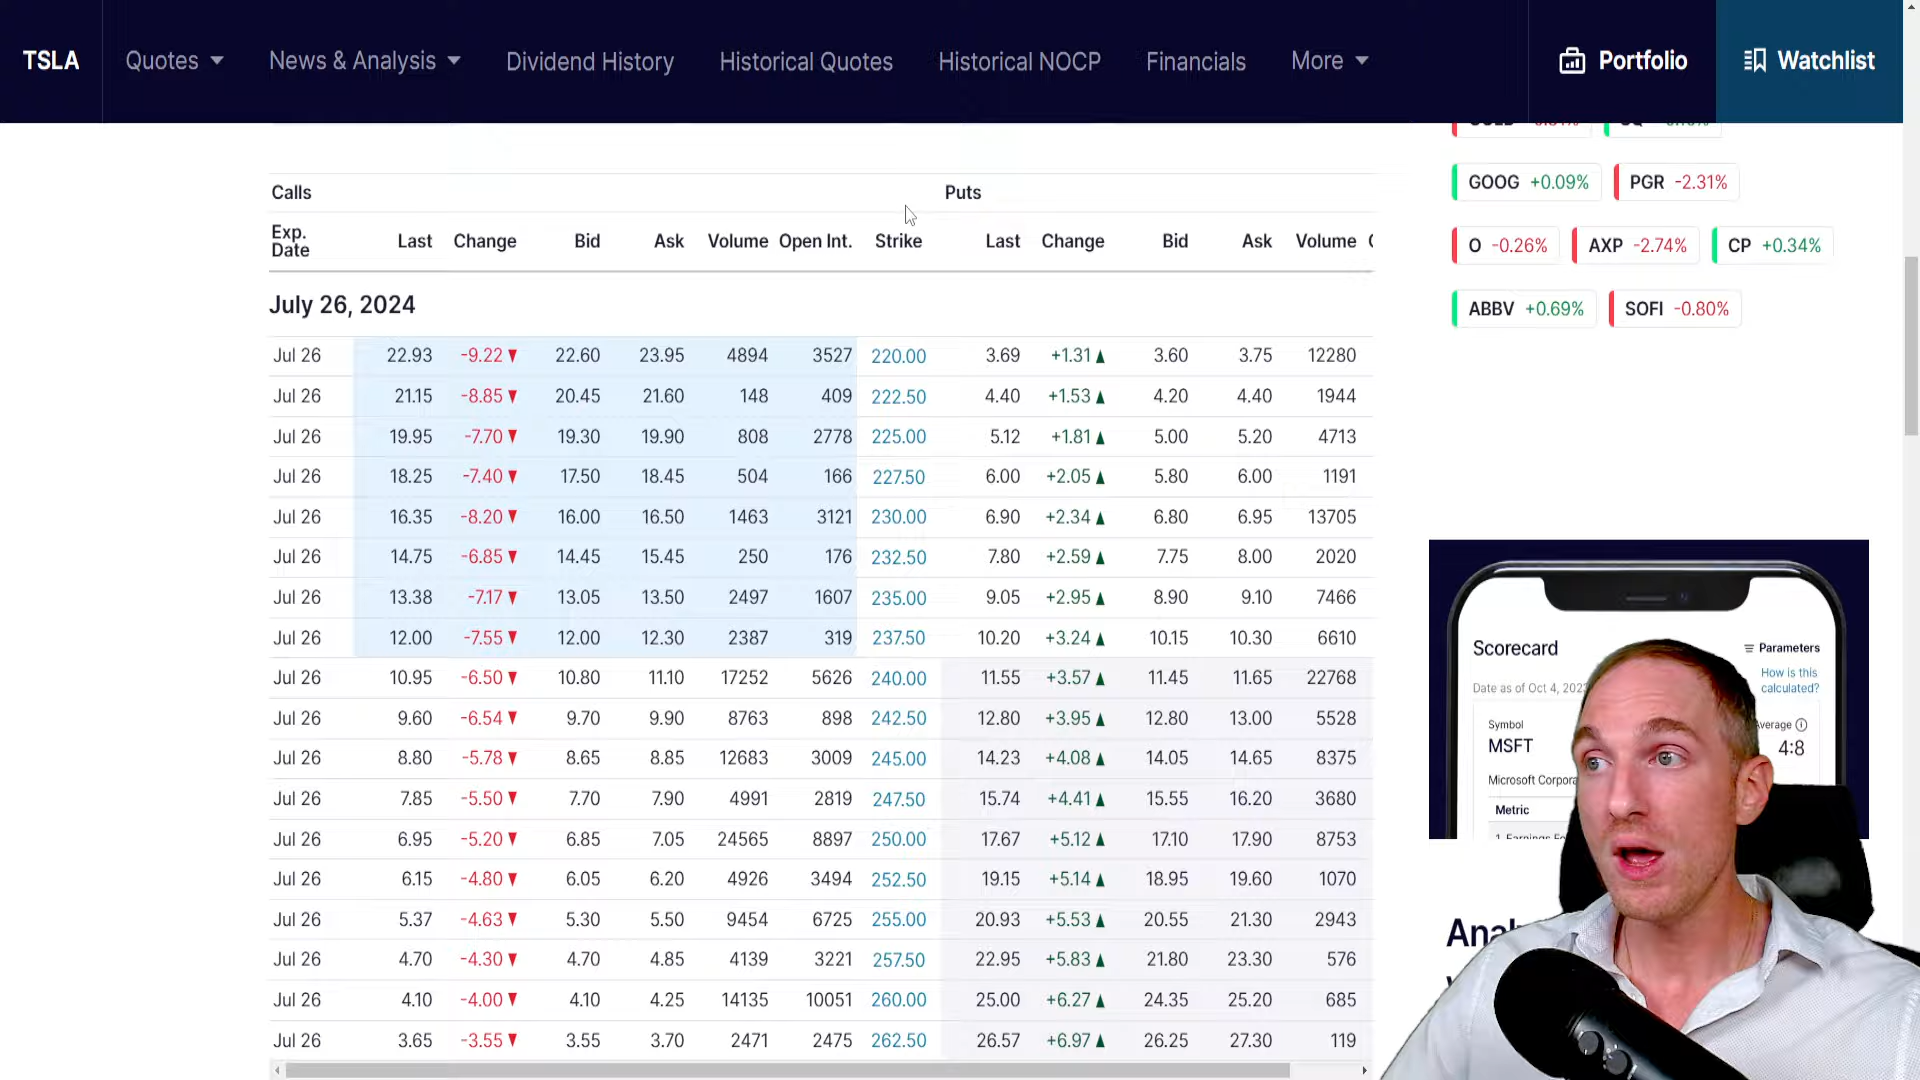 TSLA Quotes News & Analysis Dividend History Historical Quotes Historical NOCP Financials More Portfolio Watchlist
GOOG +0.09% PGR -2.31%
O -0.26% AXP -2.74% CP +0.34%
ABBV +0.69% SOFI -0.80%
Calls Puts
Exp. Date Last Change Bid Ask Volume Open Int. Strike Last Change Bid Ask Volume
July 26, 2024
Jul 26 22.93 -9.22 ▼ 22.60 23.95 4894 3527 220.00 3.69 +1.31 ▲ 3.60 3.75 12280
Jul 26 21.15 -8.85 ▼ 20.45 21.60 148 409 222.50 4.40 +1.53 ▲ 4.20 4.40 1944
Jul 26 19.95 -7.70 ▼ 19.30 19.90 808 2778 225.00 5.12 +1.81 ▲ 5.00 5.20 4713
Jul 26 18.25 -7.40 ▼ 17.50 18.45 504 166 227.50 6.00 +2.05 ▲ 5.80 6.00 1191
Jul 26 16.35 -8.20 ▼ 16.00 16.50 1463 3121 230.00 6.90 +2.34 ▲ 6.80 6.95 13705
Jul 26 14.75 -6.85 ▼ 14.45 15.45 250 176 232.50 7.80 +2.59 ▲ 7.75 8.00 2020
Jul 26 13.38 -7.17 ▼ 13.05 13.50 2497 1607 235.00 9.05 +2.95 ▲ 8.90 9.10 7466
Jul 26 12.00 -7.55 ▼ 12.00 12.30 2387 319 237.50 10.20 +3.24 ▲ 10.15 10.30 6610
Jul 26 10.95 -6.50 ▼ 10.80 11.10 17252 5626 240.00 11.55 +3.57 ▲ 11.45 11.65 22768
Jul 26 9.60 -6.54 ▼ 9.70 9.90 8763 898 242.50 12.80 +3.95 ▲ 12.80 13.00 5528
Jul 26 8.80 -5.78 ▼ 8.65 8.85 12683 3009 245.00 14.23 +4.08 ▲ 14.05 14.65 8375
Jul 26 7.85 -5.50 ▼ 7.70 7.90 4991 2819 247.50 15.74 +4.41 ▲ 15.55 16.20 3680
Jul 26 6.95 -5.20 ▼ 6.85 7.05 24565 8897 250.00 17.67 +5.12 ▲ 17.10 17.90 8753
Jul 26 6.15 -4.80 ▼ 6.05 6.20 4926 3494 252.50 19.15 +5.14 ▲ 18.95 19.60 1070
Jul 26 5.37 -4.63 ▼ 5.30 5.50 9454 6725 255.00 20.93 +5.53 ▲ 20.55 21.30 2943
Jul 26 4.70 -4.30 ▼ 4.70 4.85 4139 3221 257.50 22.95 +5.83 ▲ 21.80 23.30 576
Jul 26 4.10 -4.00 ▼ 4.10 4.25 14135 10051 260.00 25.00 +6.27 ▲ 24.35 25.20 685
Jul 26 3.65 -3.55 ▼ 3.55 3.70 2471 2475 262.50 26.57 +6.97 ▲ 26.25 27.30 119
Scorecard Parameters
How is this
Date as of Oct 4, calculated?
Symbol
MSFT 4:8
Microsoft
Metric